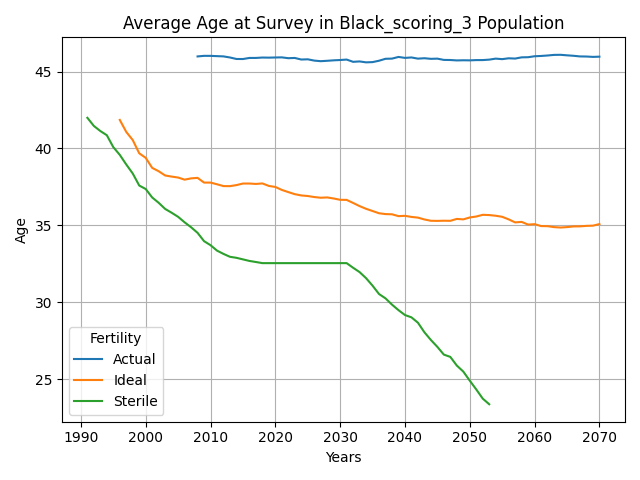 Average Age at Survey in Black_scoring_3 Population
45
40
35
30
25
Age
Fertility
Actual
Ideal
Sterile
1990 2000 2010 2020 2030 2040 2050 2060 2070
Years